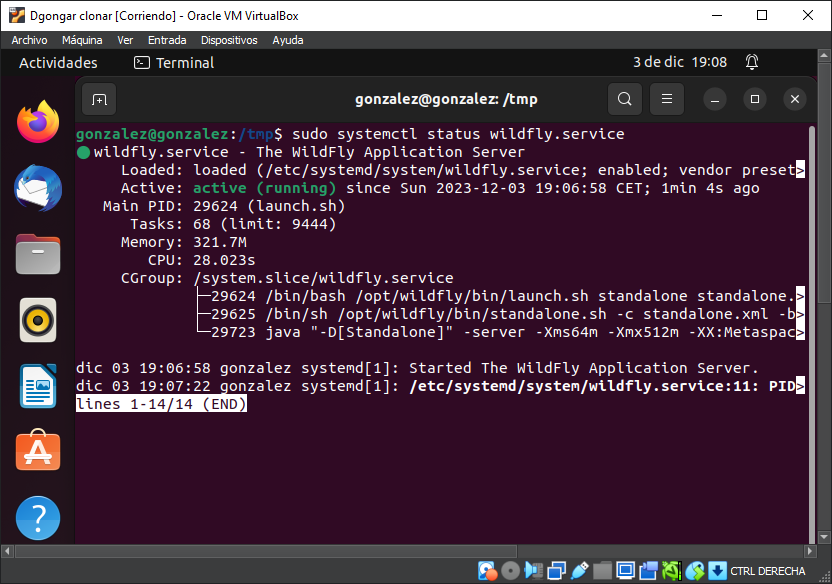 Dgongar clonar [Corriendo] - Oracle VM VirtualBox
Archivo Máquina Ver Entrada Dispositivos Ayuda
Actividades Terminal 3 de dic 19:08
gonzalez@gonzalez: /tmp
gonzalez@gonzalez:/tmp$ sudo systemctl status wildfly.service
● wildfly.service - The WildFly Application Server
Loaded: loaded (/etc/systemd/system/wildfly.service; enabled; vendor preset>
Active: active (running) since Sun 2023-12-03 19:06:58 CET; 1min 4s ago
Main PID: 29624 (launch.sh)
Tasks: 68 (limit: 9444)
Memory: 321.7M
CPU: 28.023s
CGroup: /system.slice/wildfly.service
├─29624 /bin/bash /opt/wildfly/bin/launch.sh standalone standalone.>
├─29625 /bin/sh /opt/wildfly/bin/standalone.sh -c standalone.xml -b>
└─29723 java "-D[Standalone]" -server -Xms64m -Xmx512m -XX:Metaspac>
dic 03 19:06:58 gonzalez systemd[1]: Started The WildFly Application Server.
dic 03 19:07:22 gonzalez systemd[1]: /etc/systemd/system/wildfly.service:11: PID>
lines 1-14/14 (END)
CTRL DERECHA